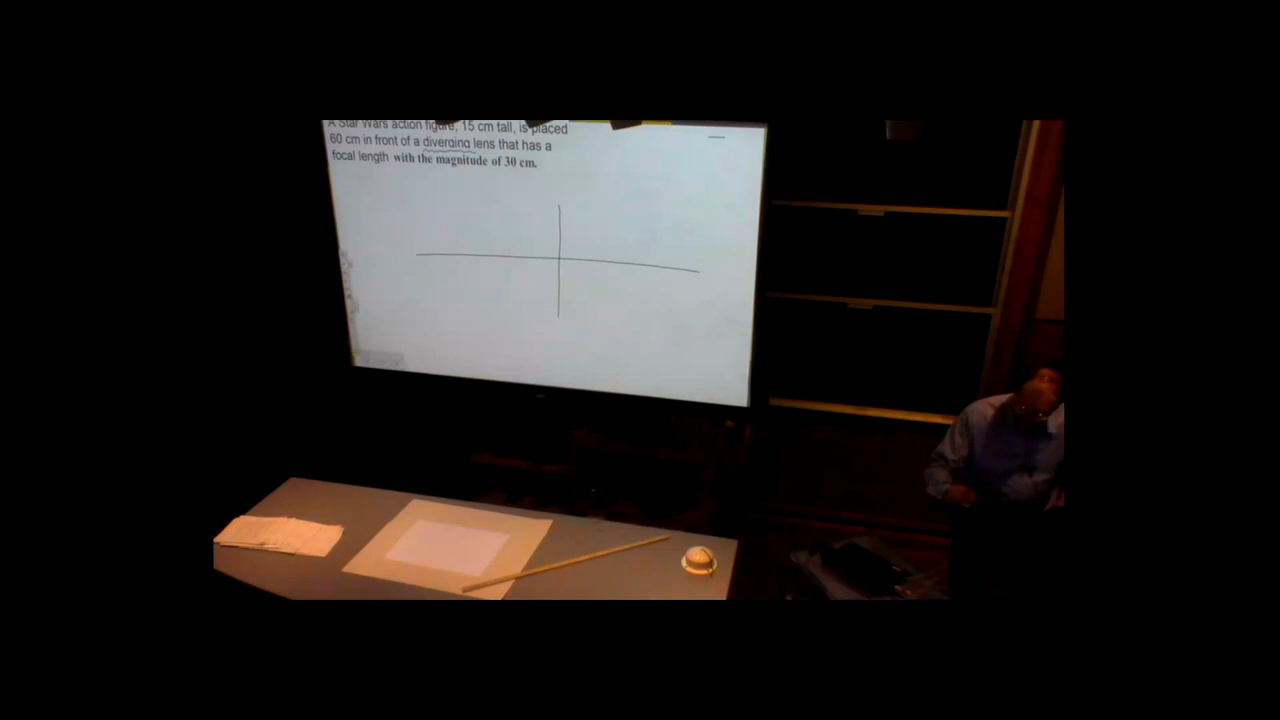 A Star Wars action figure, 15 cm tall, is placed
60 cm in front of a diverging lens that has a
focal length with the magnitude of 30 cm.